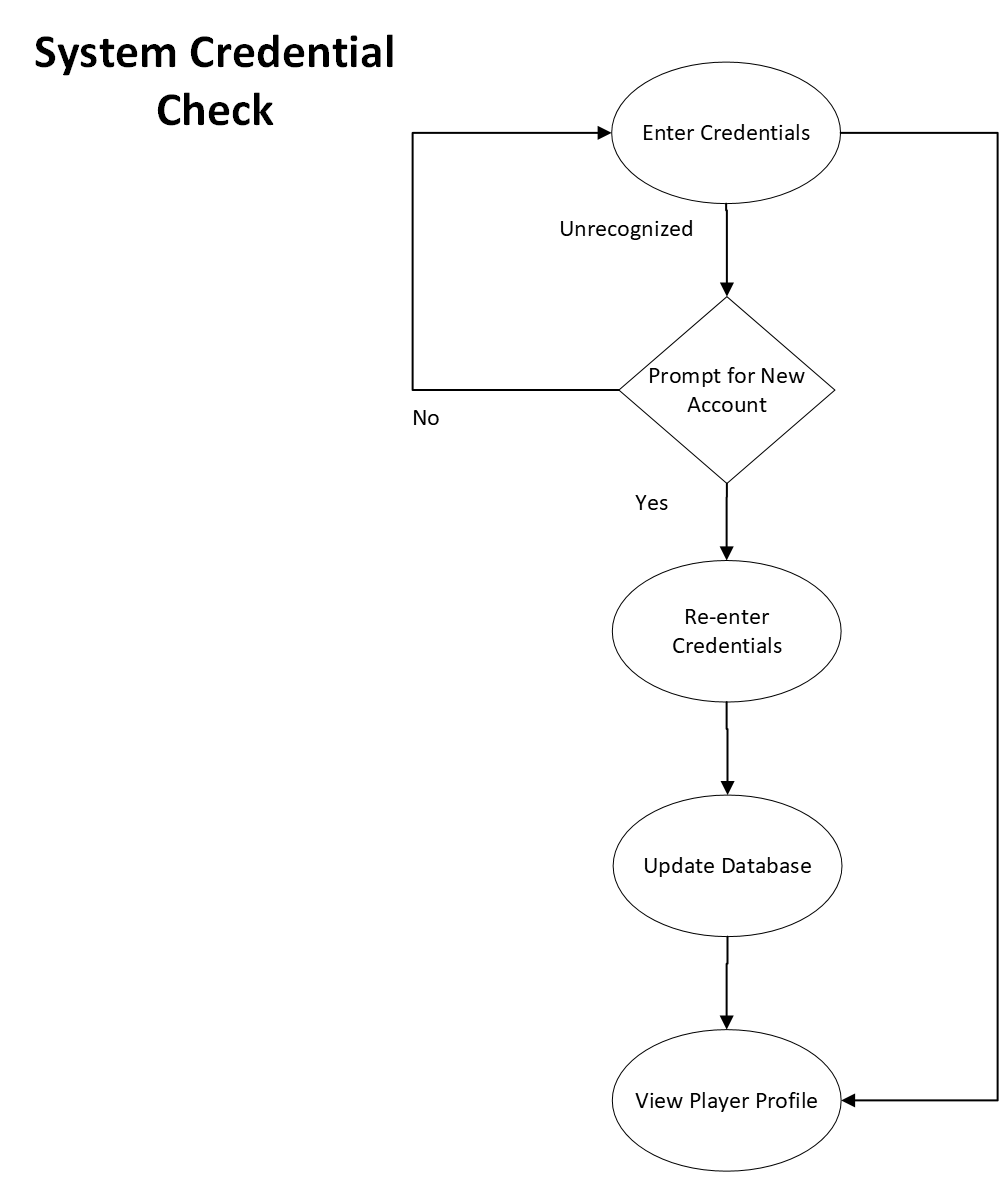 System Credential
Check
Enter Credentials
Unrecognized
Prompt for New
Account
No
Yes
Re-enter
Credentials
Update Database
View Player Profile